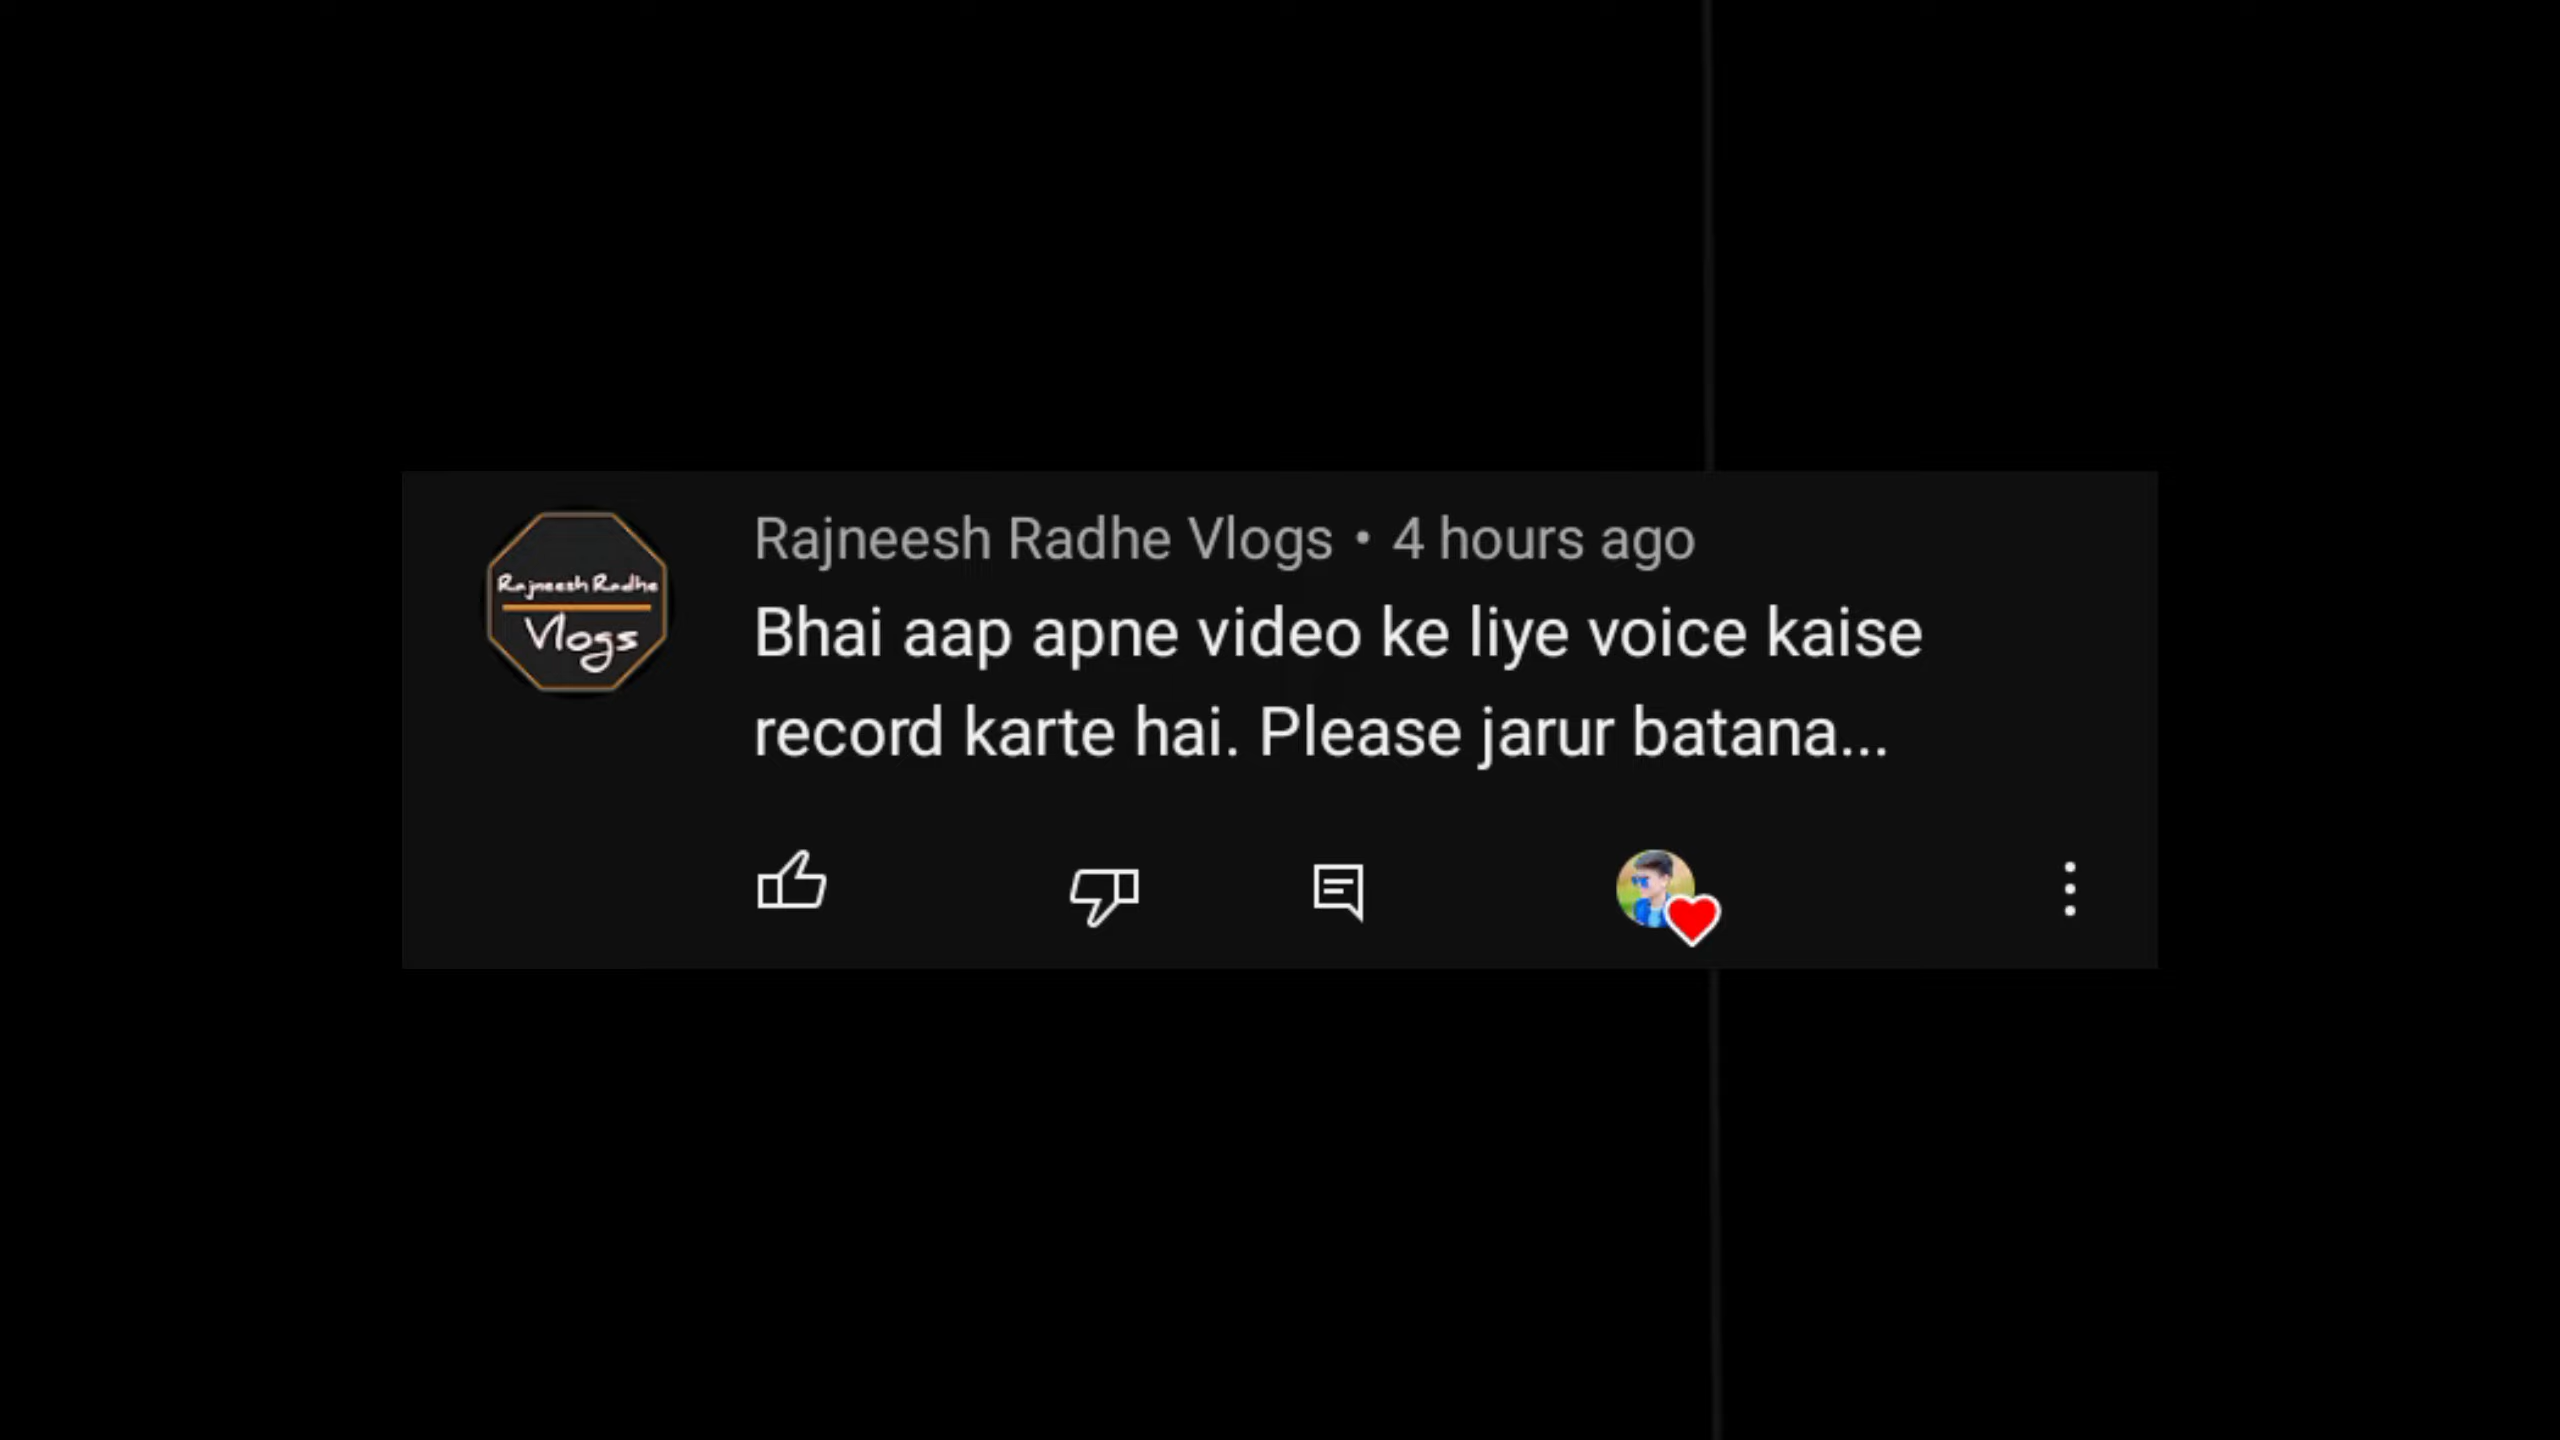 Rajneesh Radhe Vlogs • 4 hours ago
Rajneesh Radhe
Vlogs
Bhai aap apne video ke liye voice kaise
record karte hai. Please jarur batana...